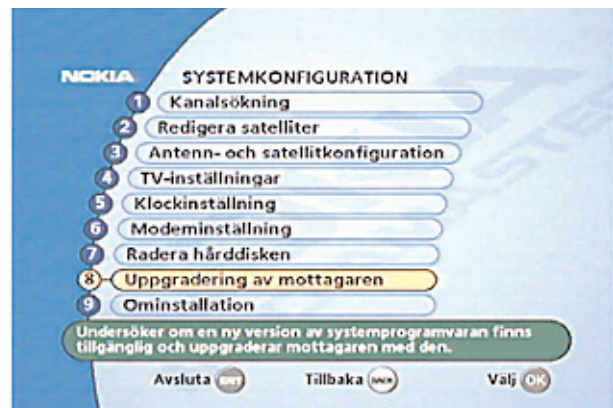 NOKIA
SYSTEMKONFIGURATION
1 Kanalsökning
2 Redigera satelliter
3 Antenn- och satellitkonfiguration
4 TV-inställningar
5 Klockinställning
6 Modeminställning
7 Radera hårddisken
8 Uppgradering av mottagaren
9 Ominstallation
Undersöker om en ny version av systemprogramvaran finns
tillgänglig och uppgraderar mottagaren med den.
Avsluta EXIT Tillbaka BACK Välj OK